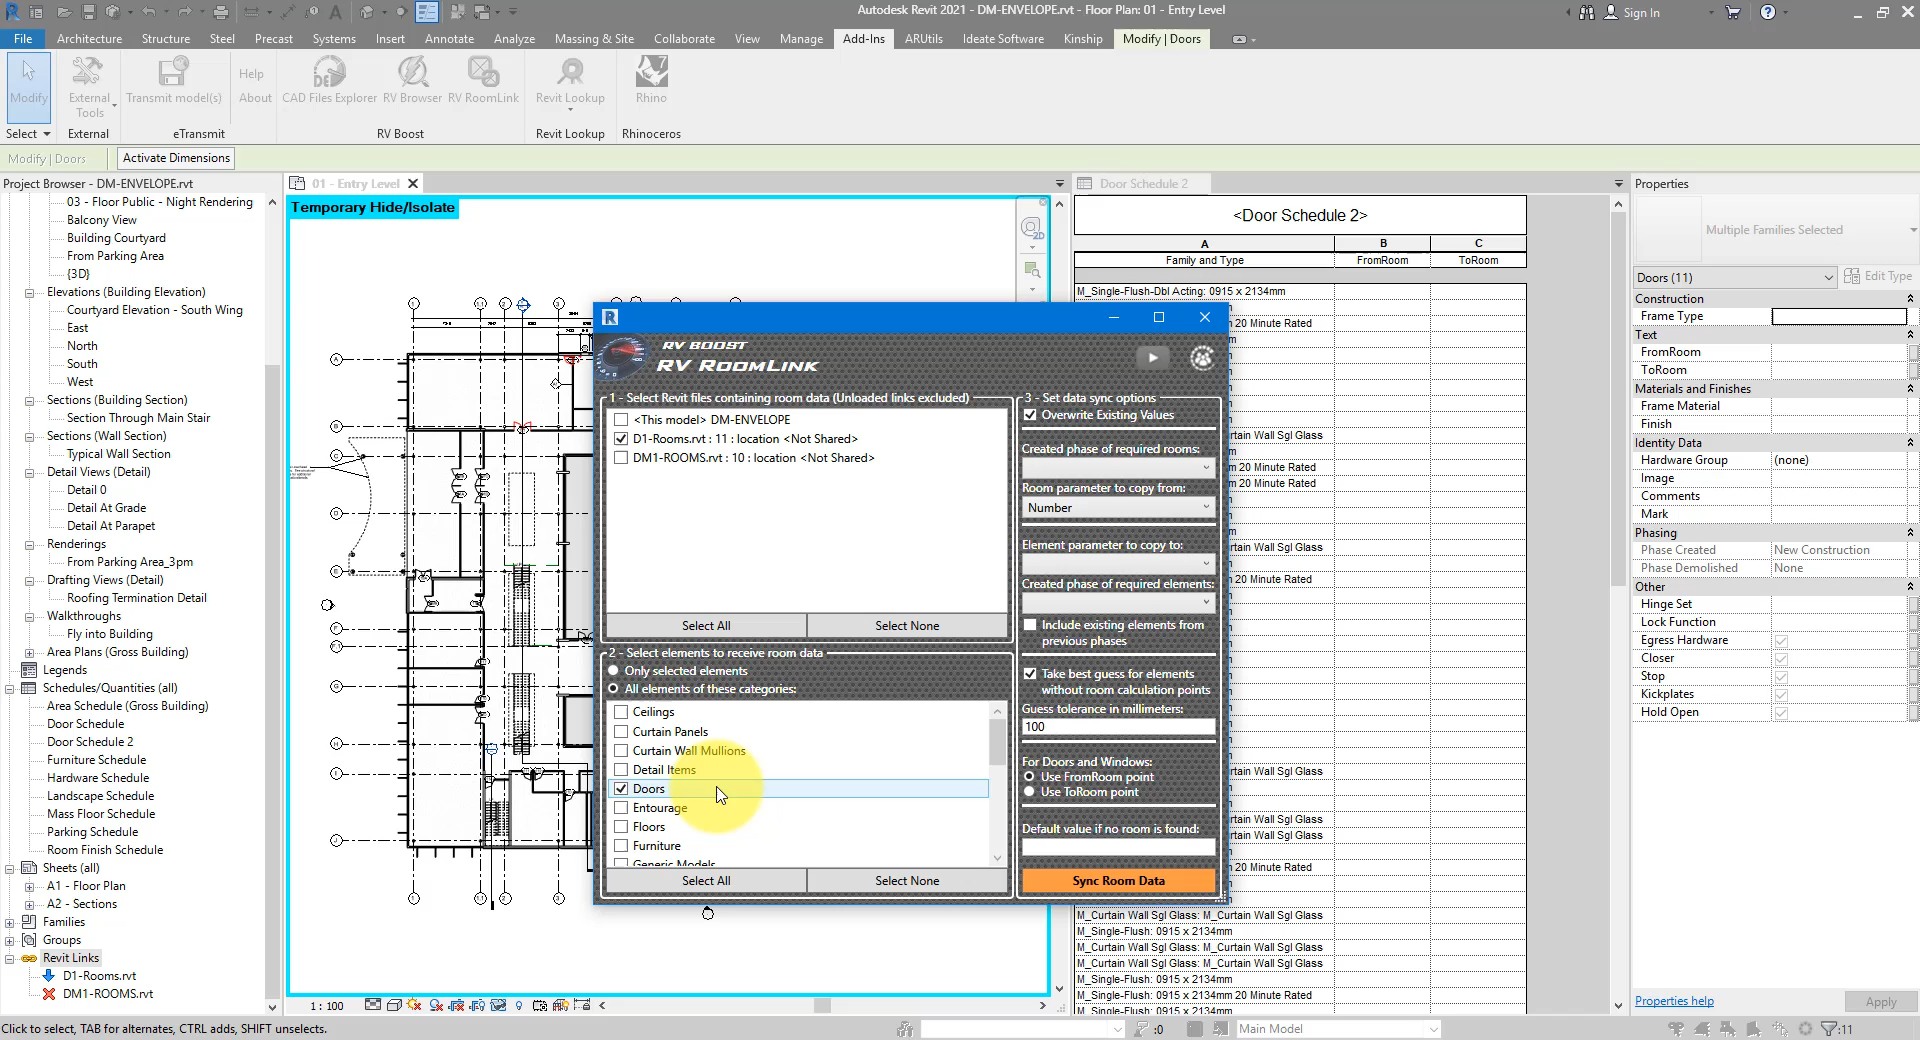 Autodesk Revit 2021 - DM-ENVELOPE.rvt - Floor Plan: 01 - Entry Level
Sign In
File Architecture Structure Steel Precast Systems Insert Annotate Analyze Massing & Site Collaborate View Manage Add-Ins ARUtils Ideate Software Kinship Modify | Doors
Modify
External Tools
Transmit model(s)
Help
About
CAD Files Explorer
RV Browser
RV RoomLink
Revit Lookup
Rhino
Select External eTransmit RV Boost Revit Lookup Rhinoceros
Modify | Doors Activate Dimensions
Project Browser - DM-ENVELOPE.rvt
03 - Floor Public - Night Rendering
Balcony View
Building Courtyard
From Parking Area
{3D}
Elevations (Building Elevation)
Courtyard Elevation - South Wing
East
North
South
West
Sections (Building Section)
Section Through Main Stair
Sections (Wall Section)
Typical Wall Section
Detail Views (Detail)
Detail 0
Detail At Grade
Detail At Parapet
Renderings
From Parking Area_3pm
Drafting Views (Detail)
Roofing Termination Detail
Walkthroughs
Fly into Building
Area Plans (Gross Building)
Legends
Schedules/Quantities (all)
Area Schedule (Gross Building)
Door Schedule
Door Schedule 2
Furniture Schedule
Hardware Schedule
Landscape Schedule
Mass Floor Schedule
Parking Schedule
Room Finish Schedule
Sheets (all)
A1 - Floor Plan
A2 - Sections
Families
Groups
Revit Links
D1-Rooms.rvt
DM1-ROOMS.rvt
01 - Entry Level
Temporary Hide/Isolate
2D
1 : 100
RV BOOST
RV ROOMLINK
1 - Select Revit files containing room data (Unloaded links excluded)
<This model> DM-ENVELOPE
D1-Rooms.rvt : 11 : location <Not Shared>
DM1-ROOMS.rvt : 10 : location <Not Shared>
Select All Select None
2 - Select elements to receive room data
Only selected elements
All elements of these categories:
Ceilings
Curtain Panels
Curtain Wall Mullions
Detail Items
Doors
Entourage
Floors
Furniture
Generic Models
Select All Select None
3 - Set data sync options
Overwrite Existing Values
Created phase of required rooms:
Room parameter to copy from:
Number
Element parameter to copy to:
Created phase of required elements:
Include existing elements from
previous phases
Take best guess for elements
without room calculation points
Guess tolerance in millimeters:
100
For Doors and Windows:
Use FromRoom point
Use ToRoom point
Default value if no room is found:
Sync Room Data
Door Schedule 2
<Door Schedule 2>
A B C
Family and Type FromRoom ToRoom
M_Single-Flush-Dbl Acting: 0915 x 2134mm
20 Minute Rated
rtain Wall Sgl Glass
m 20 Minute Rated
m 20 Minute Rated
rtain Wall Sgl Glass
20 Minute Rated
rtain Wall Sgl Glass
rtain Wall Sgl Glass
rtain Wall Sgl Glass
20 Minute Rated
M_Curtain Wall Sgl Glass: M_Curtain Wall Sgl Glass
M_Single-Flush: 0915 x 2134mm
M_Curtain Wall Sgl Glass: M_Curtain Wall Sgl Glass
M_Curtain Wall Sgl Glass: M_Curtain Wall Sgl Glass
M_Single-Flush: 0915 x 2134mm
M_Single-Flush: 0915 x 2134mm 20 Minute Rated
M_Single-Flush: 0915 x 2134mm
Properties
Multiple Families Selected
Doors (11) Edit Type
Construction
Frame Type
Text
FromRoom
ToRoom
Materials and Finishes
Frame Material
Finish
Identity Data
Hardware Group (none)
Image
Comments
Mark
Phasing
Phase Created New Construction
Phase Demolished None
Other
Hinge Set
Lock Function
Egress Hardware
Closer
Stop
Kickplates
Hold Open
Properties help Apply
Click to select, TAB for alternates, CTRL adds, SHIFT unselects.
:0
Main Model
:11